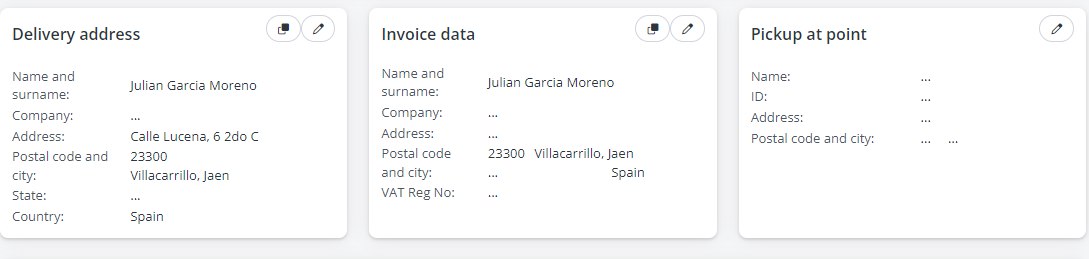 Delivery address
Name and
surname:
Julian Garcia Moreno
Company:
...
Address:
Calle Lucena, 6 2do C
Postal code and
city:
23300
Villacarrillo, Jaen
State:
...
Country:
Spain
Invoice data
Name and
surname:
Julian Garcia Moreno
Company:
...
Address:
...
Postal code
and city:
23300 Villacarrillo, Jaen
... Spain
VAT Reg No:
...
Pickup at point
Name:
...
ID:
...
Address:
...
Postal code and city:
... ...